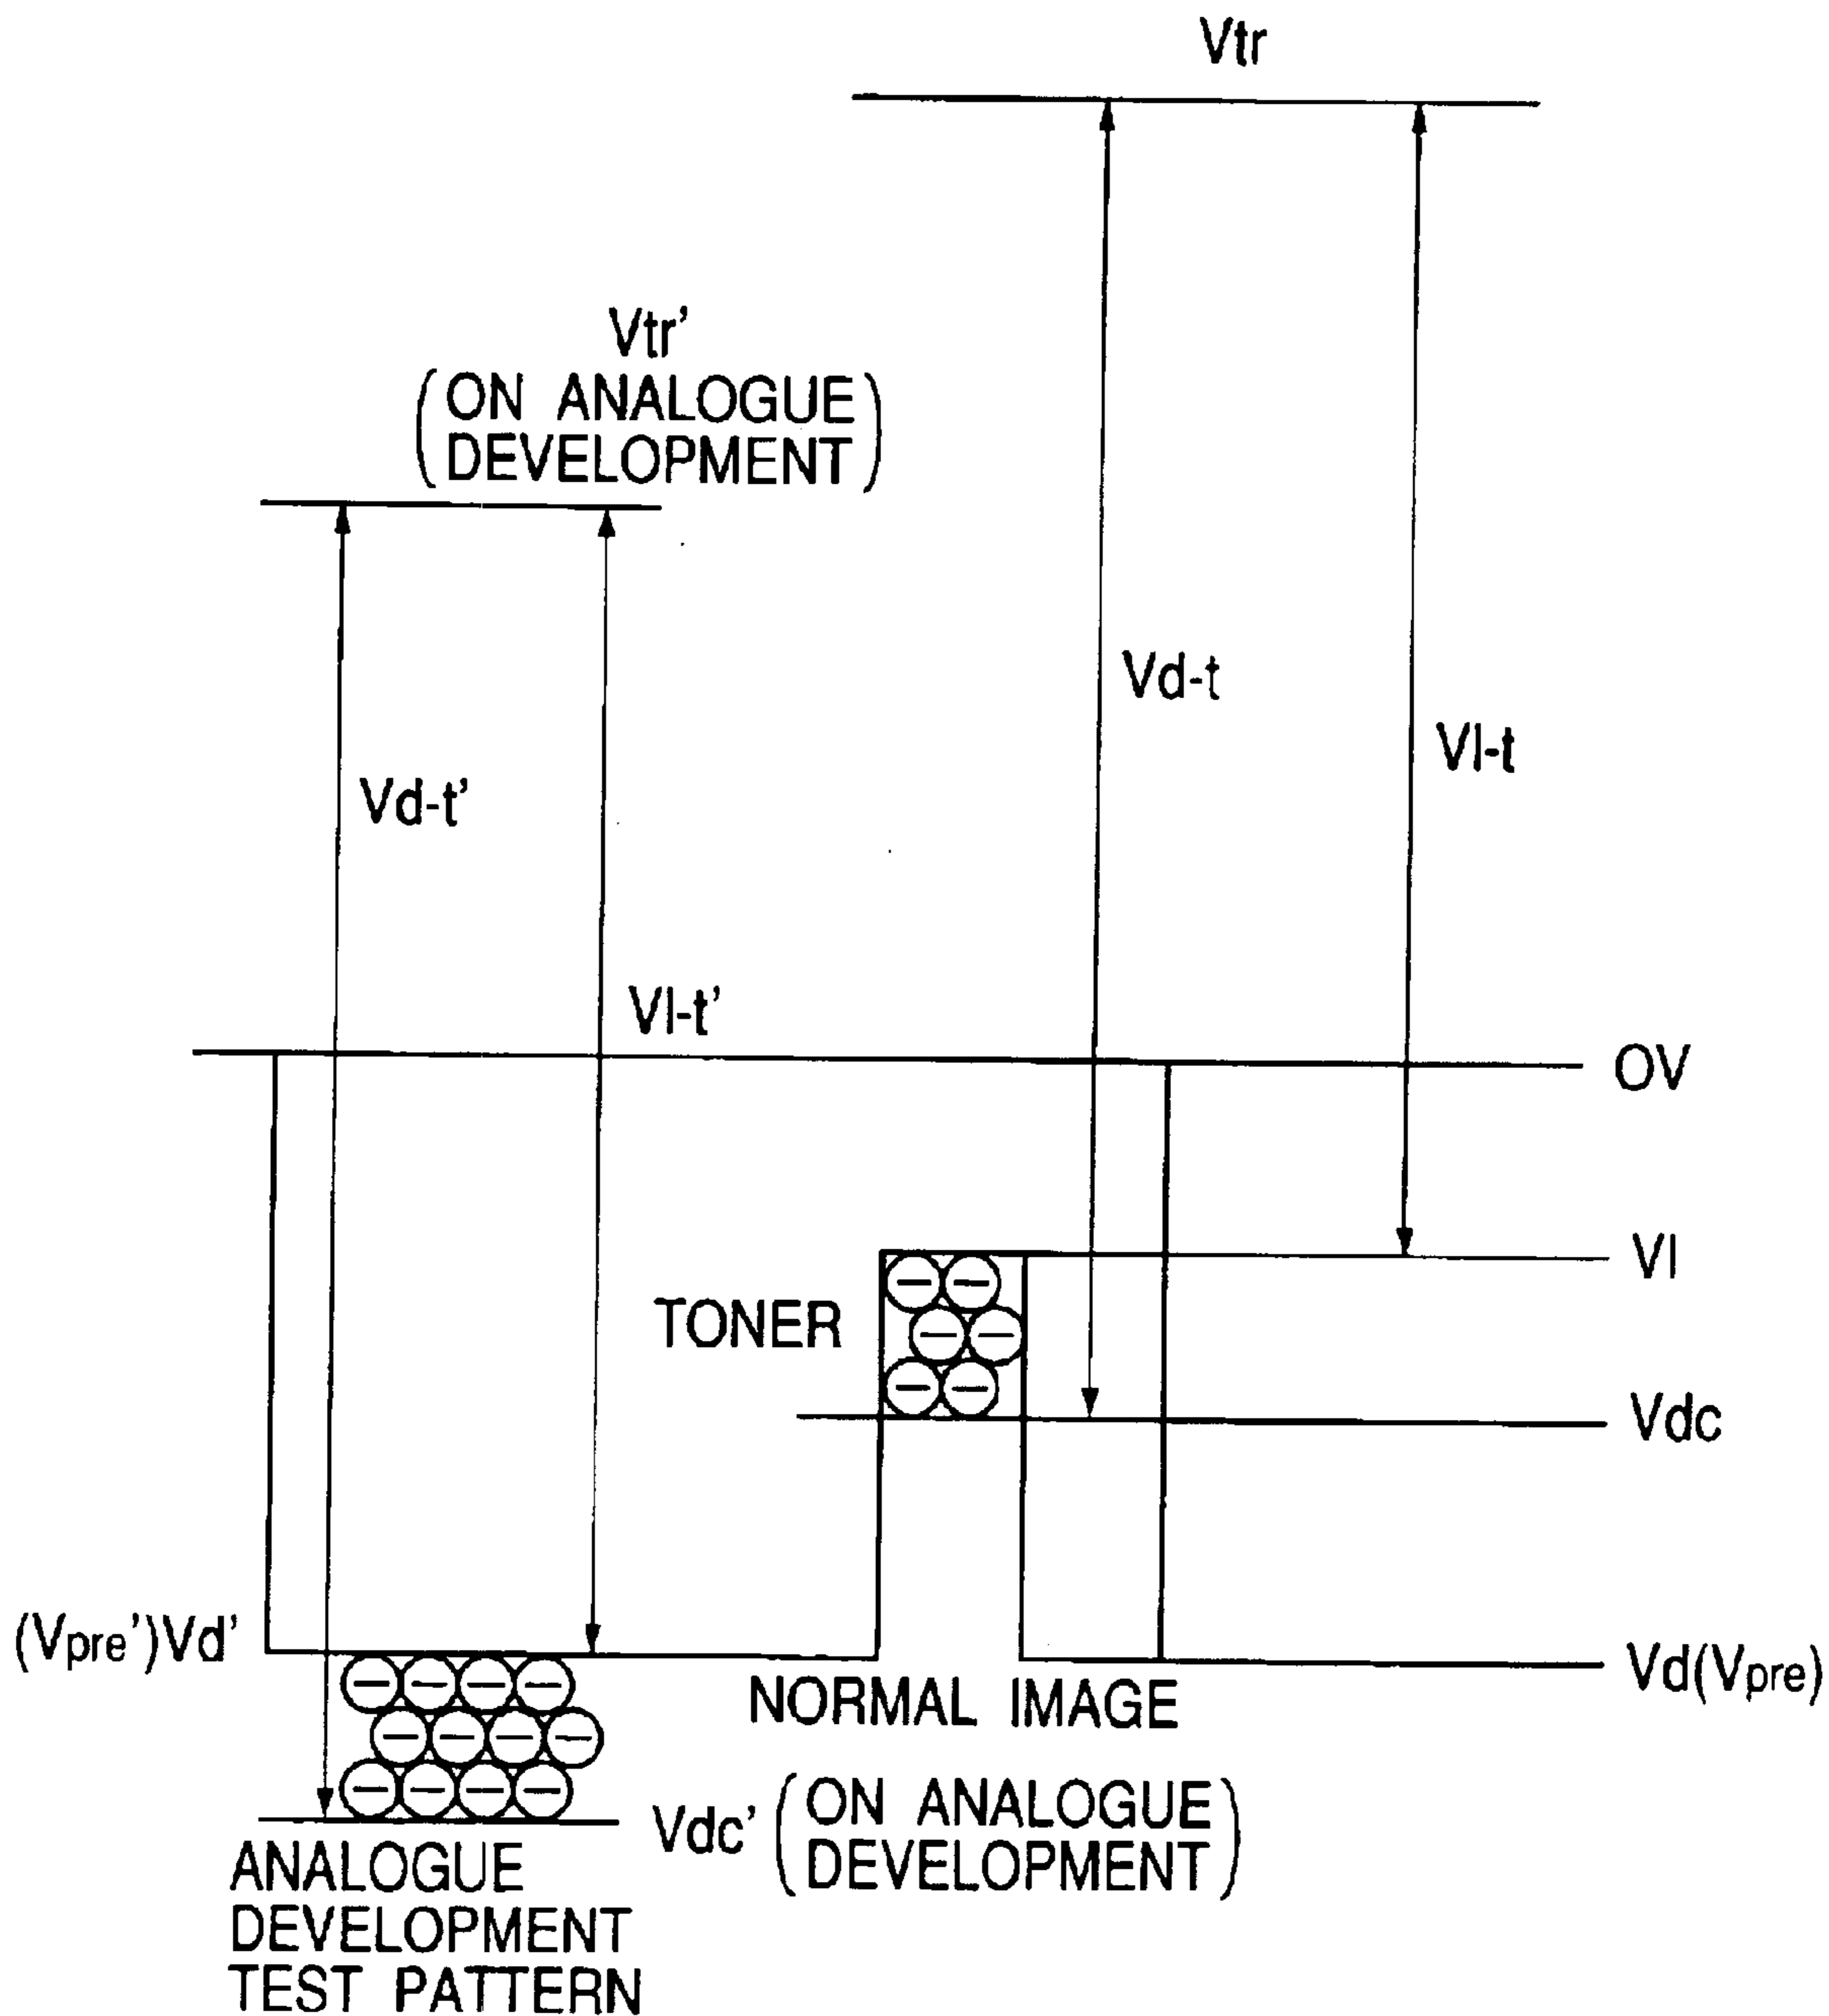 Vtr
Vtr’
(ON ANALOGUE
DEVELOPMENT)
Vd-t
Vl-t
Vd-t’
Vl-t’
OV
Vl
TONER
Vdc
(Vpre’)Vd’
Vd(Vpre)
NORMAL IMAGE
Vdc’ (ON ANALOGUE
DEVELOPMENT)
ANALOGUE
DEVELOPMENT
TEST PATTERN